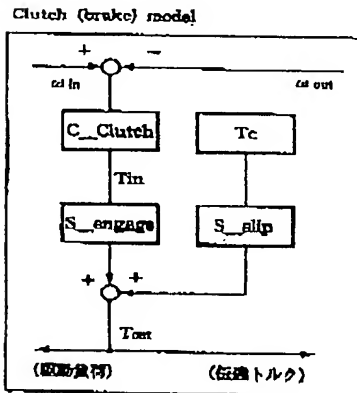 Clutch (brake) model
+ −
ω in ω out
C_Clutch Tc
Tin
S_engage S_slip
+ +
Tout
(駆動負荷) (伝達トルク)